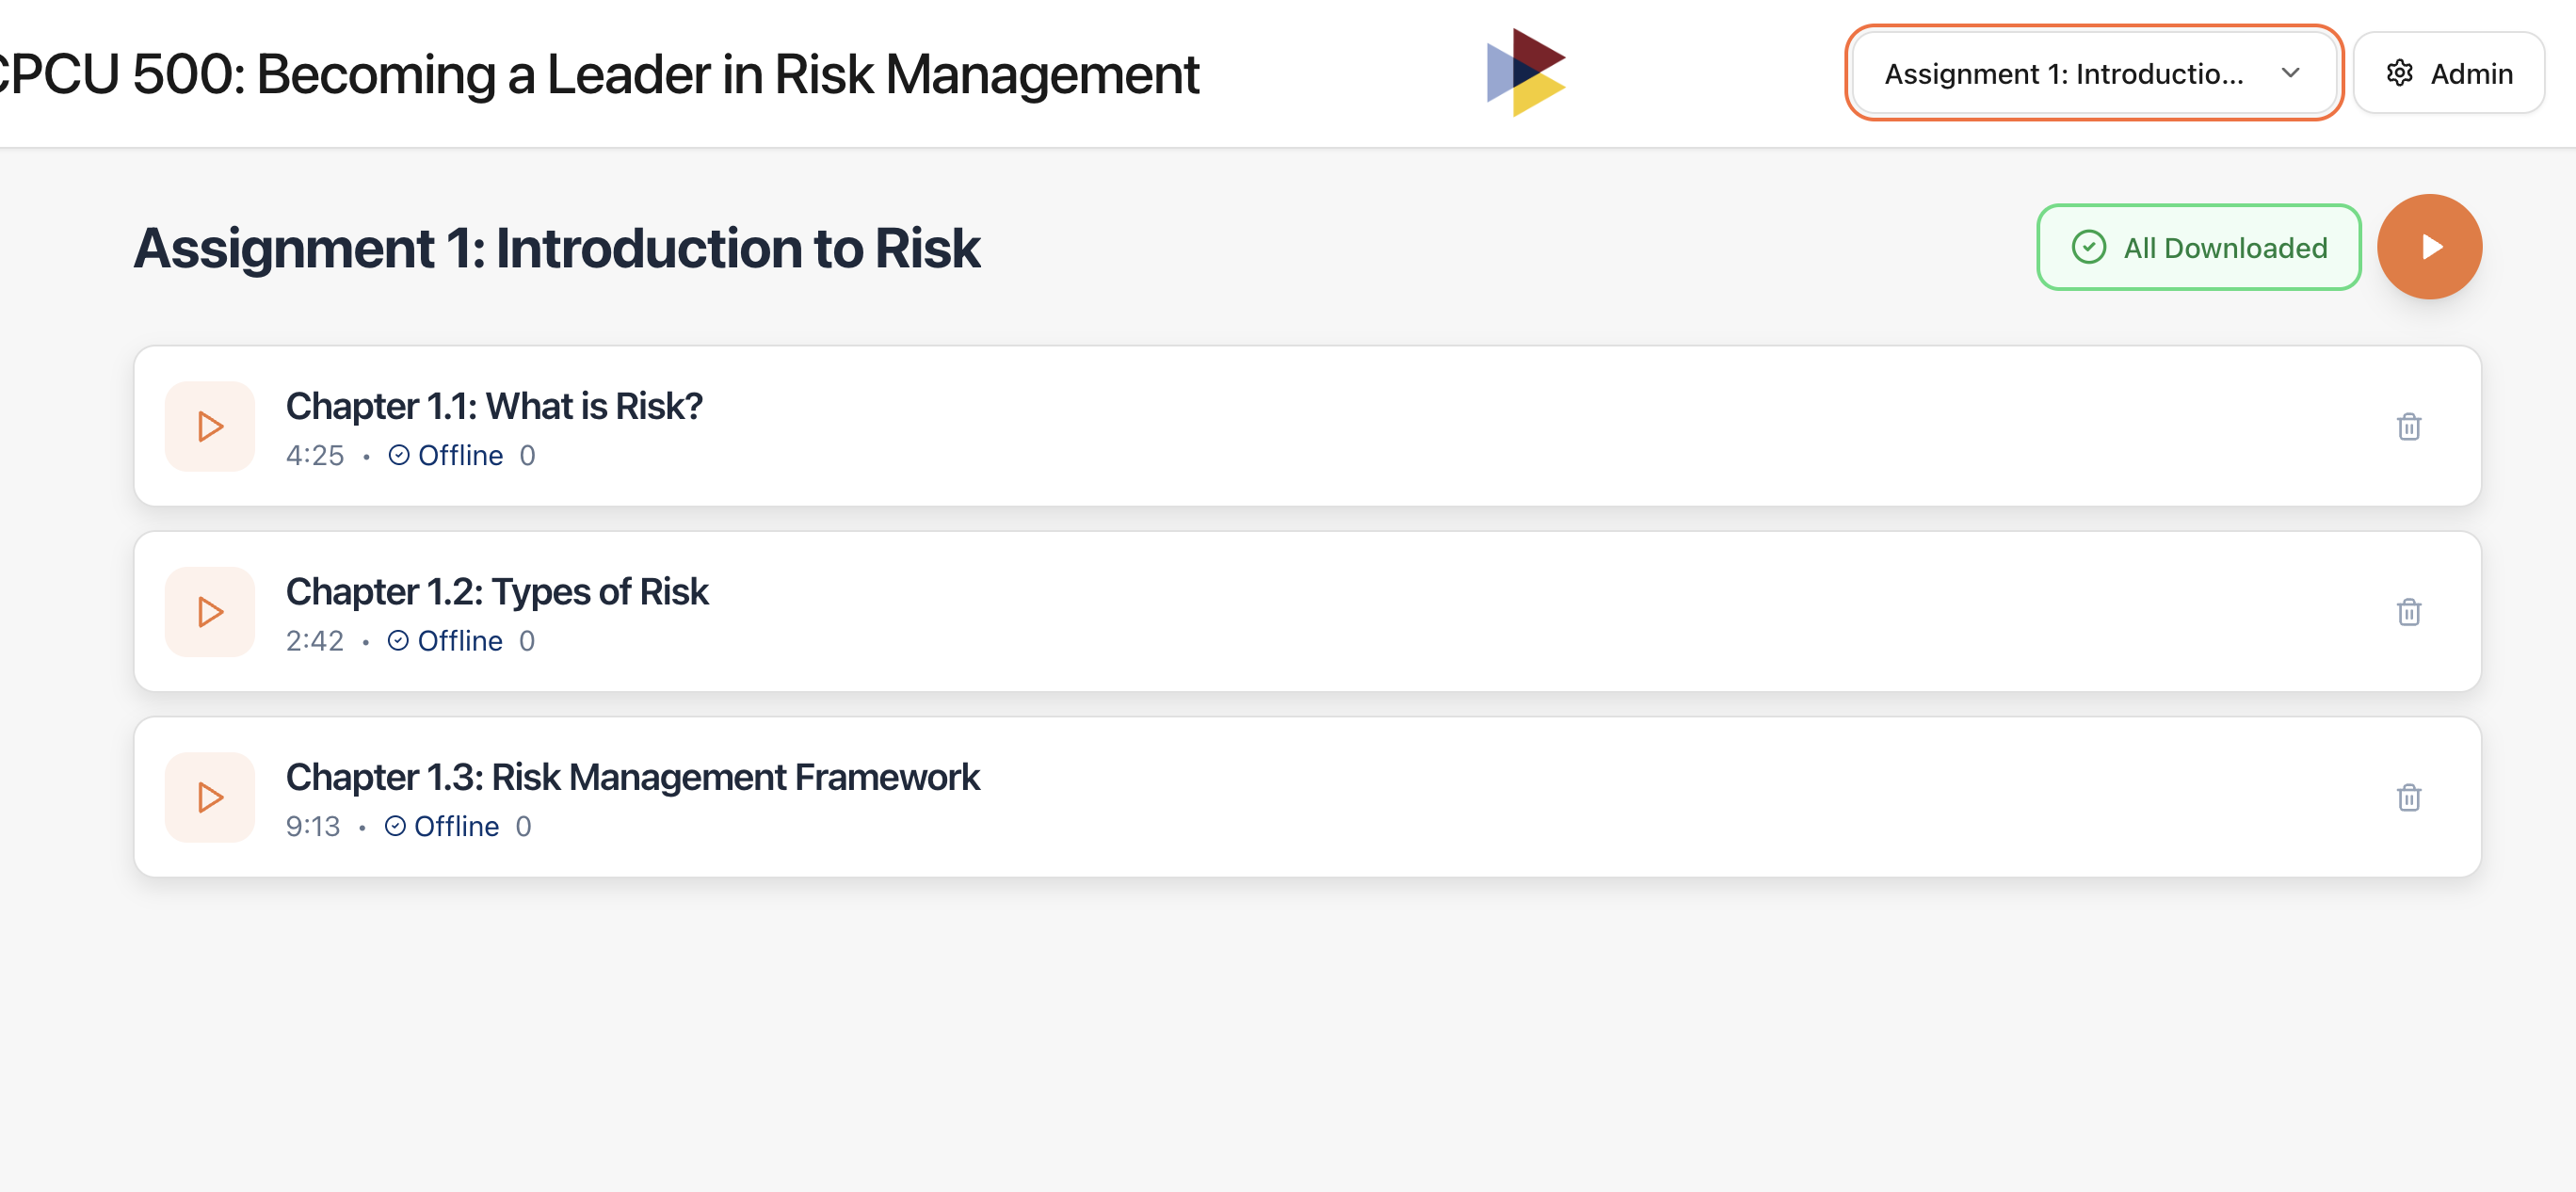 CPCU 500: Becoming a Leader in Risk Management
Assignment 1: Introductio...
Admin
Assignment 1: Introduction to Risk
All Downloaded
Chapter 1.1: What is Risk?
4:25 • Offline 0
Chapter 1.2: Types of Risk
2:42 • Offline 0
Chapter 1.3: Risk Management Framework
9:13 • Offline 0